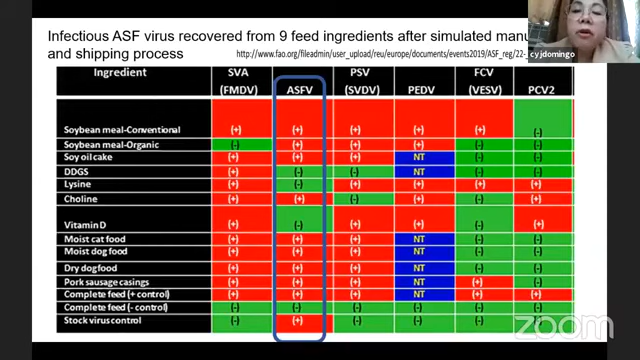 Infectious ASF virus recovered from 9 feed ingredients after simulated manu
and shipping process
http://www.fao.org/fileadmin/user_upload/reu/europe/documents/events2019/ASF_reg/22-
cyjdomingo
Ingredient SVA (FMDV) ASFV PSV (SVDV) PEDV FCV (VESV) PCV2
Soybean meal-Conventional (+) (+) (+) (+) (+) (-)
Soybean meal-Organic (-) (+) (+) (+) (-) (-)
Soy oil cake (+) (+) (+) NT (-) (-)
DDGS (+) (-) (-) NT (-) (-)
Lysine (+) (-) (+) (+) (+) (+)
Choline (+) (+) (-) (+) (-) (+)
Vitamin D (+) (-) (+) (+) (-) (+)
Moist cat food (+) (+) (+) NT (-) (-)
Moist dog food (+) (+) (+) NT (-) (-)
Dry dog food (+) (+) (+) NT (-) (-)
Pork sausage casings (+) (+) (+) NT (+) (-)
Complete feed (+ control) (+) (+) (+) NT (+) (+)
Complete feed (- control) (-) (-) (-) (-) (-) (-)
Stock virus control (-) (+) (-) (-) (-) (-)
zoom